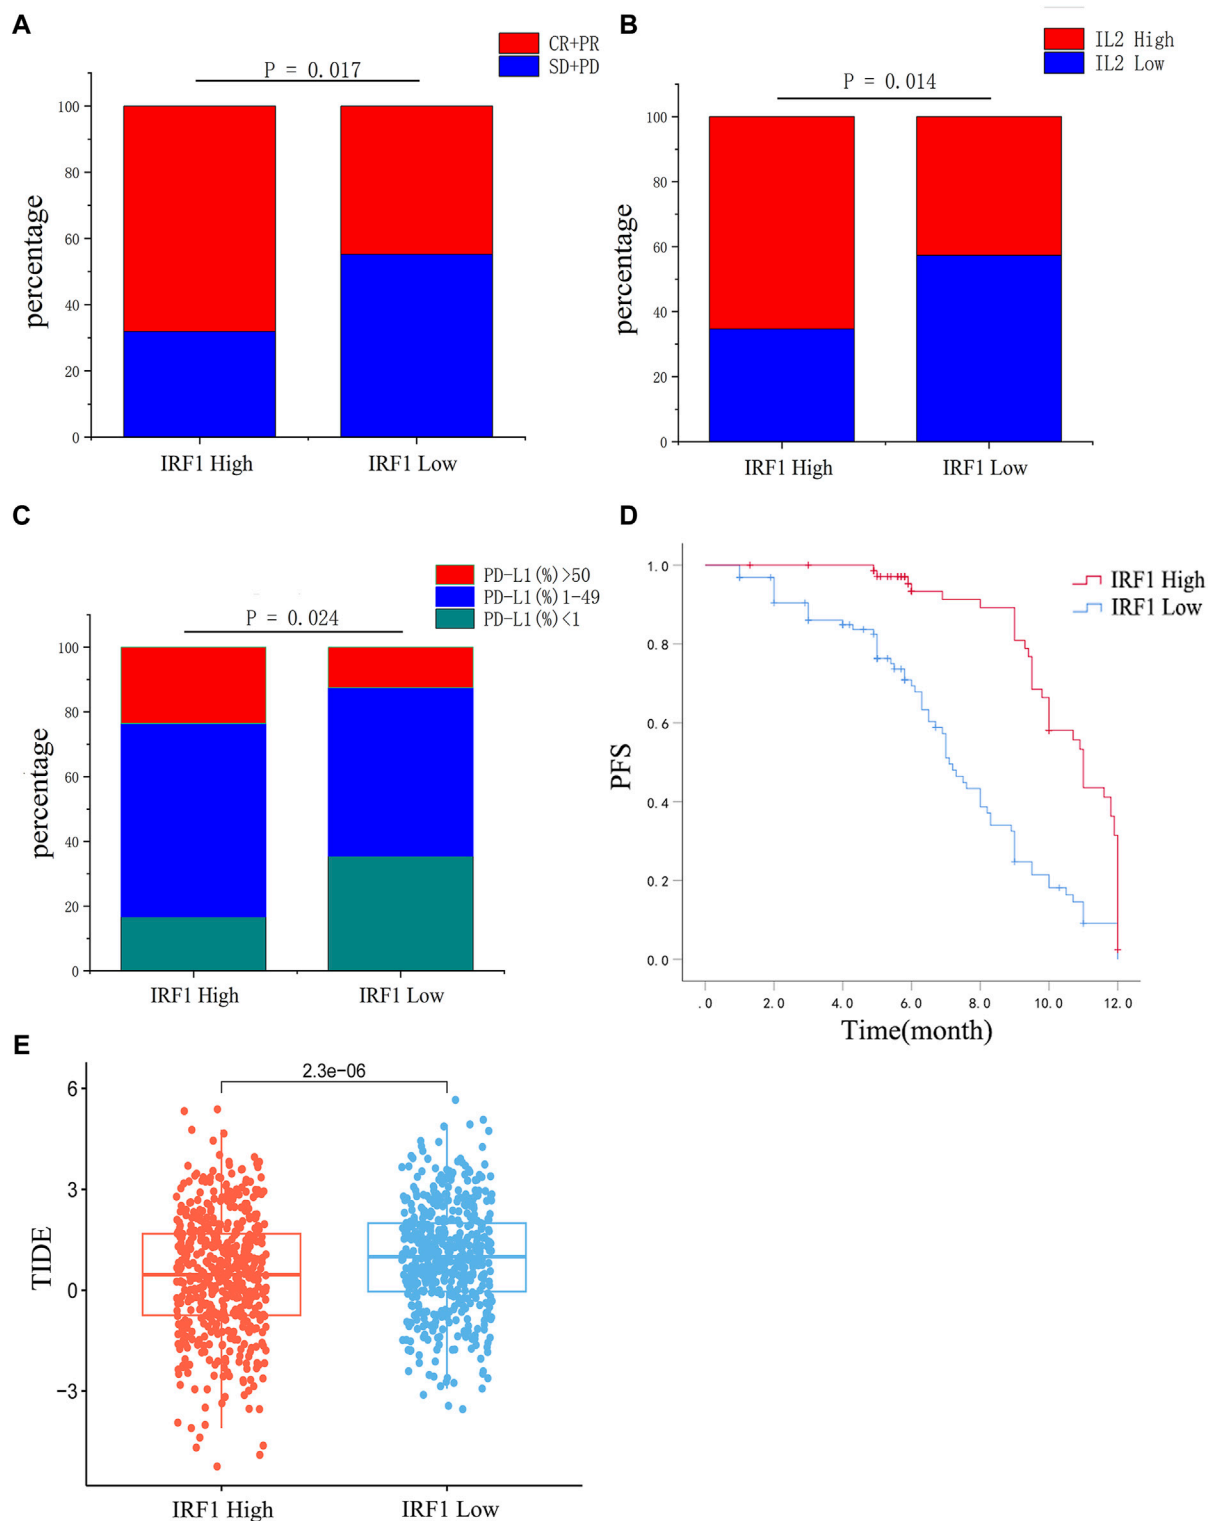 A
CR+PR
SD+PD
P = 0.017
percentage
100
80
60
40
20
0
IRF1 High
IRF1 Low
B
IL2 High
IL2 Low
P = 0.014
percentage
100
80
60
40
20
0
IRF1 High
IRF1 Low
C
PD-L1(%)>50
PD-L1(%)1-49
PD-L1(%)<1
P = 0.024
percentage
100
80
60
40
20
0
IRF1 High
IRF1 Low
D
IRF1 High
IRF1 Low
PFS
1.0
0.8
0.6
0.4
0.2
0.0
.0 2.0 4.0 6.0 8.0 10.0 12.0
Time(month)
E
2.3e-06
TIDE
6
3
0
−3
IRF1 High
IRF1 Low